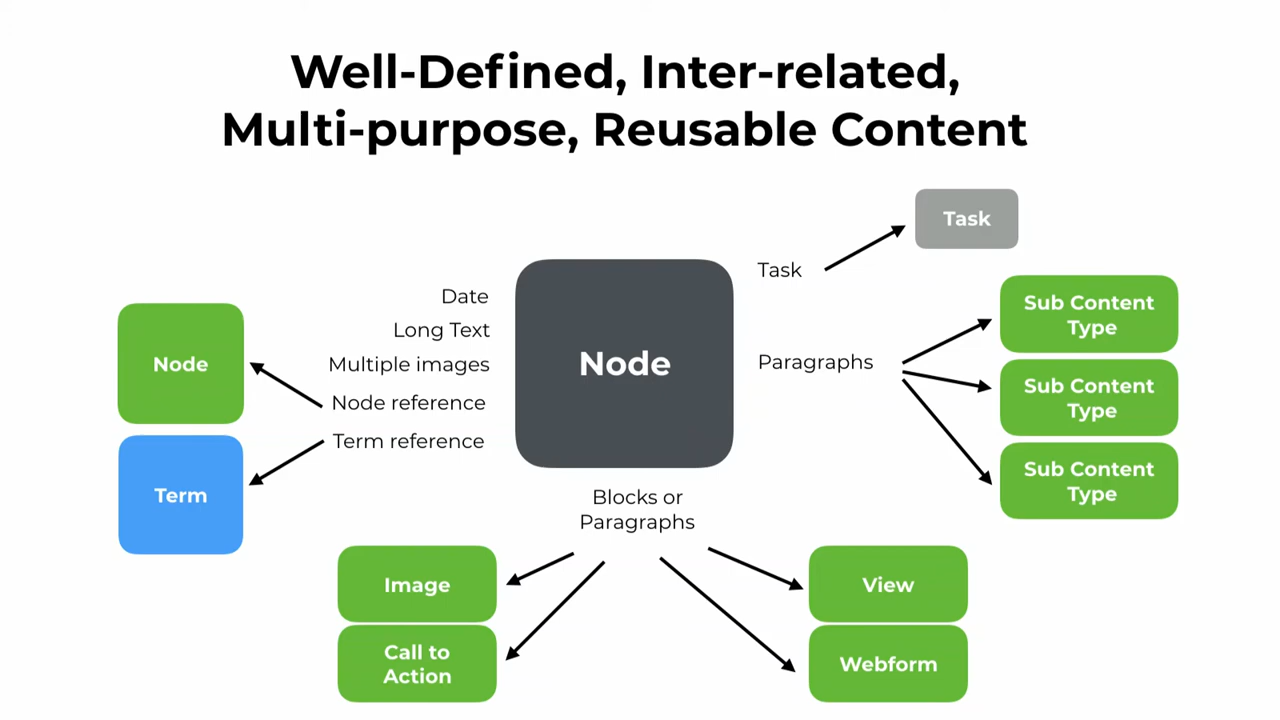 Well-Defined, Inter-related,
Multi-purpose, Reusable Content
Task
Task
Date
Long Text
Multiple images
Node reference
Term reference
Node
Term
Node
Paragraphs
Sub Content
Type
Sub Content
Type
Sub Content
Type
Blocks or
Paragraphs
Image
Call to
Action
View
Webform